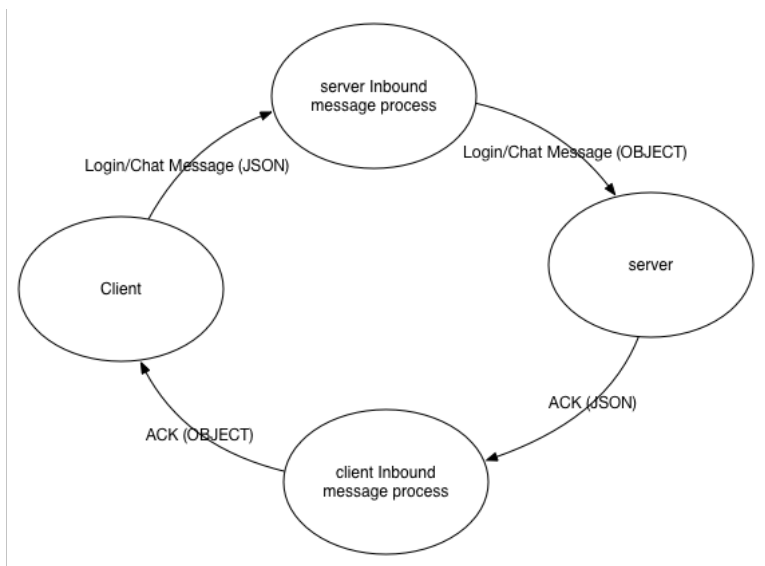 server Inbound
message process
Login/Chat Message (JSON)
Login/Chat Message (OBJECT)
Client
server
ACK (JSON)
ACK (OBJECT)
client Inbound
message process